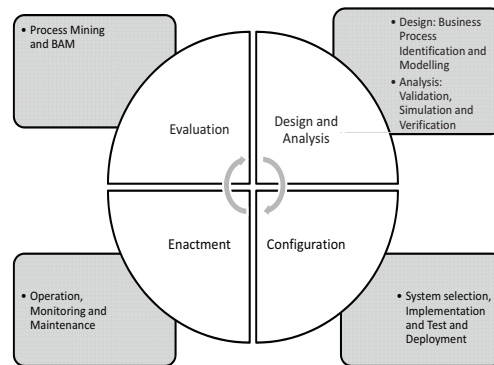 • Process Mining
and BAM
• Design: Business
Process
Identification and
Modelling
• Analysis:
Validation,
Simulation and
Verification
Evaluation
Design and
Analysis
Enactment
Configuration
• Operation,
Monitoring and
Maintenance
• System selection,
Implementation
and Test and
Deployment